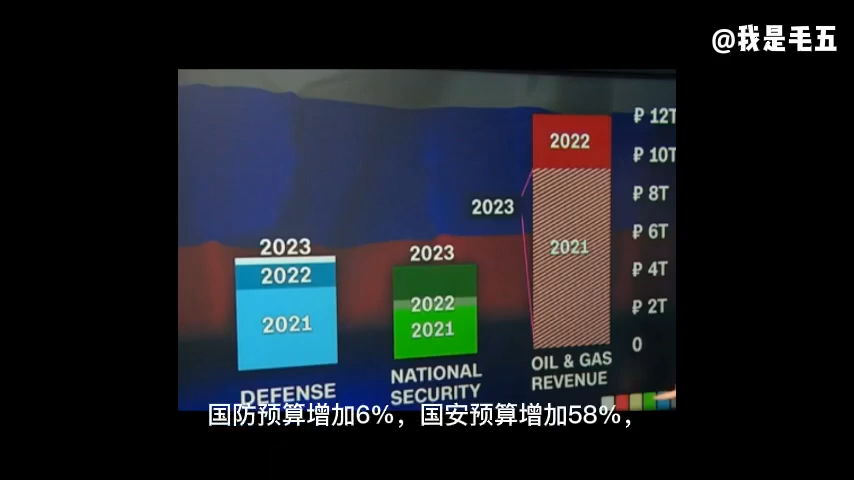 @我是毛五
2023
2022
2021
DEFENSE
2023
2022
2021
NATIONAL
SECURITY
2022
2023
2021
OIL & GAS
REVENUE
₽ 12T
₽ 10T
₽ 8T
₽ 6T
₽ 4T
₽ 2T
0
国防预算增加6%，国安预算增加58%，